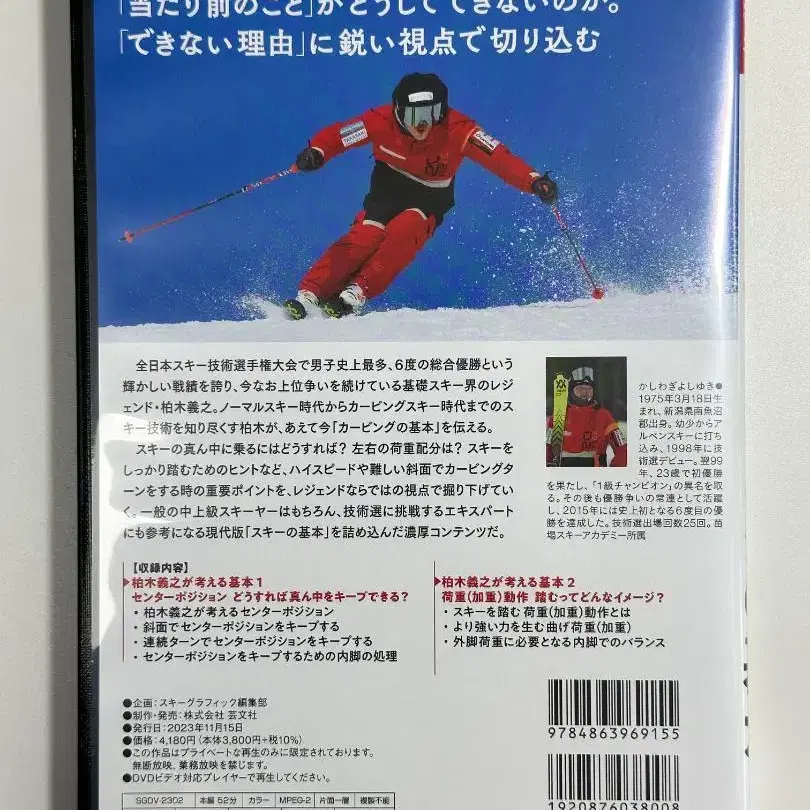 「当たり前のこと」がどうしてできないのか。
「できない理由」に鋭い視点で切り込む
全日本スキー技術選手権大会で男子史上最多、6度の総合優勝という
輝かしい戦績を誇り、今なお上位争いを続けている基礎スキー界のレジ
ェンド・柏木義之。ノーマルスキー時代からカービングスキー時代までのス
キー技術を知り尽くす柏木が、あえて今「カービングの基本」を伝える。
スキーの真ん中に乗るにはどうすれば? 左右の荷重配分は? スキーを
しっかり踏むためのヒントなど、ハイスピードや難しい斜面でカービングタ
ーンをする時の重要ポイントを、レジェンドならではの視点で掘り下げてい
く。一般の中上級スキーヤーはもちろん、技術選に挑戦するエキスパート
にも参考になる現代版「スキーの基本」を詰め込んだ濃厚コンテンツだ。
かしわぎよしゆき●
1975年3月18日生
まれ、新潟県南魚沼
郡出身。幼少からア
ルペンスキーに打ち
込み、1998年に技
術選デビュー。翌99
年、23歳で初優勝
を果たし、「1級チャンピオン」の異名を取
る。その後も優勝争いの常連として活躍
し、2015年には史上初となる6度目の優
勝を達成した。技術選出場回数25回。苗
場スキーアカデミー所属
【収録内容】
▶柏木義之が考える基本1
センターポジション どうすれば真ん中をキープできる?
・柏木義之が考えるセンターポジション
・斜面でセンターポジションをキープする
・連続ターンでセンターポジションをキープする
・センターポジションをキープするための内脚の処理
▶柏木義之が考える基本2
荷重(加重)動作 踏むってどんなイメージ?
・スキーを踏む 荷重(加重)動作とは
・より強い力を生む曲げ荷重(加重)
・外脚荷重に必要となる内脚でのバランス
●企画：スキーグラフィック編集部
●制作・発売：株式会社 芸文社
●発行日：2023年11月15日
●価格：4,180円(本体3,800円+税10%)
●この作品はプライベートな再生のみに限定されております。
無断放映、業務放映を禁じます。
●DVDビデオ対応プレイヤーで再生してください。
SGDV-2302 本編 52分 カラー MPEG-2 片面一層 複製不能
9784863969155
1920876038008